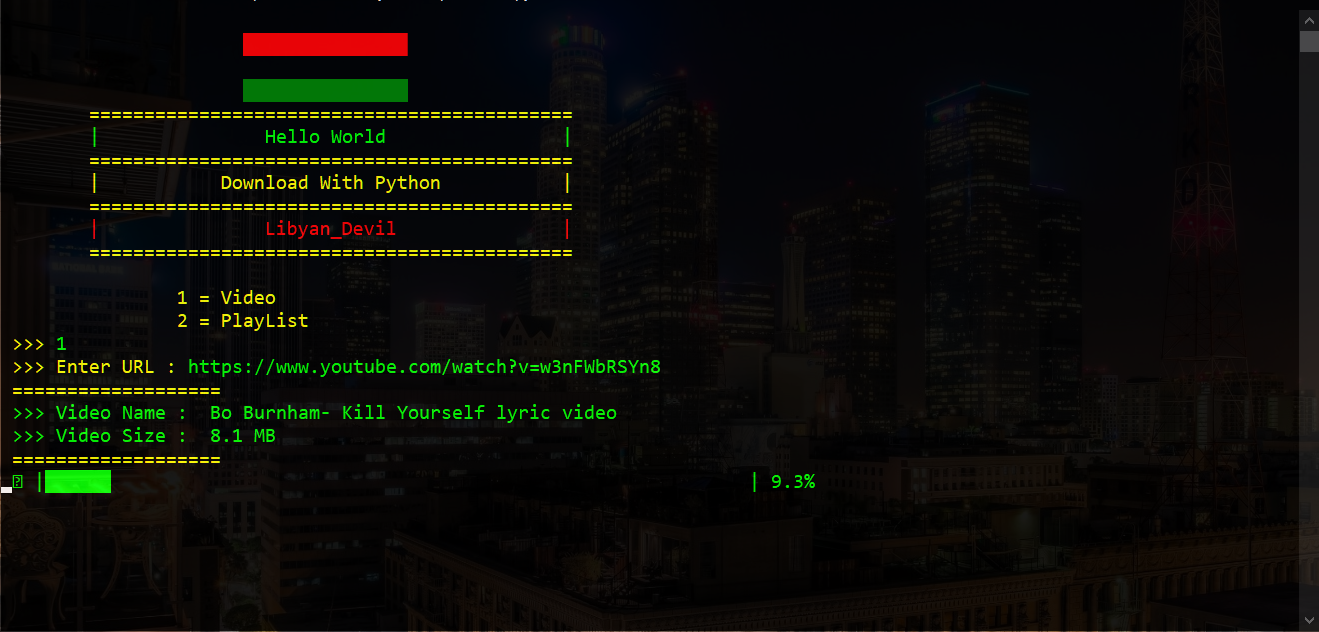 ===========================================
| Hello World |
===========================================
| Download With Python |
===========================================
| Libyan_Devil |
===========================================
1 = Video
2 = PlayList
>>> 1
>>> Enter URL : https://www.youtube.com/watch?v=w3nFWbRSYn8
===================
>>> Video Name :  Bo Burnham- Kill Yourself lyric video
>>> Video Size :  8.1 MB
===================
| | 9.3%